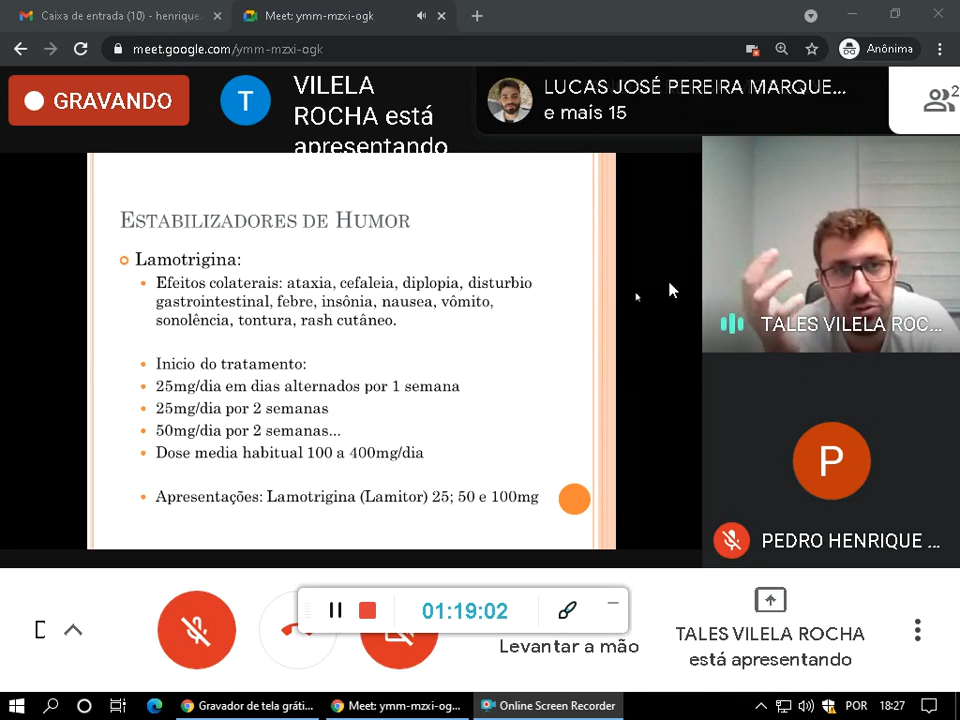 Caixa de entrada (10) - henrique.
Meet: ymm-mzxi-ogk
meet.google.com/ymm-mzxi-ogk
Anônima
GRAVANDO
T
VILELA
ROCHA está
apresentando
LUCAS JOSÉ PEREIRA MARQUE...
e mais 15
2
ESTABILIZADORES DE HUMOR
Lamotrigina:
Efeitos colaterais: ataxia, cefaleia, diplopia, disturbio
gastrointestinal, febre, insônia, nausea, vômito,
sonolência, tontura, rash cutâneo.
Inicio do tratamento:
25mg/dia em dias alternados por 1 semana
25mg/dia por 2 semanas
50mg/dia por 2 semanas...
Dose media habitual 100 a 400mg/dia
Apresentações: Lamotrigina (Lamitor) 25; 50 e 100mg
TALES VILELA ROC...
P
PEDRO HENRIQUE ...
01:19:02
Levantar a mão
TALES VILELA ROCHA
está apresentando
Gravador de tela gráti...
Meet: ymm-mzxi-og...
Online Screen Recorder
POR
18:27